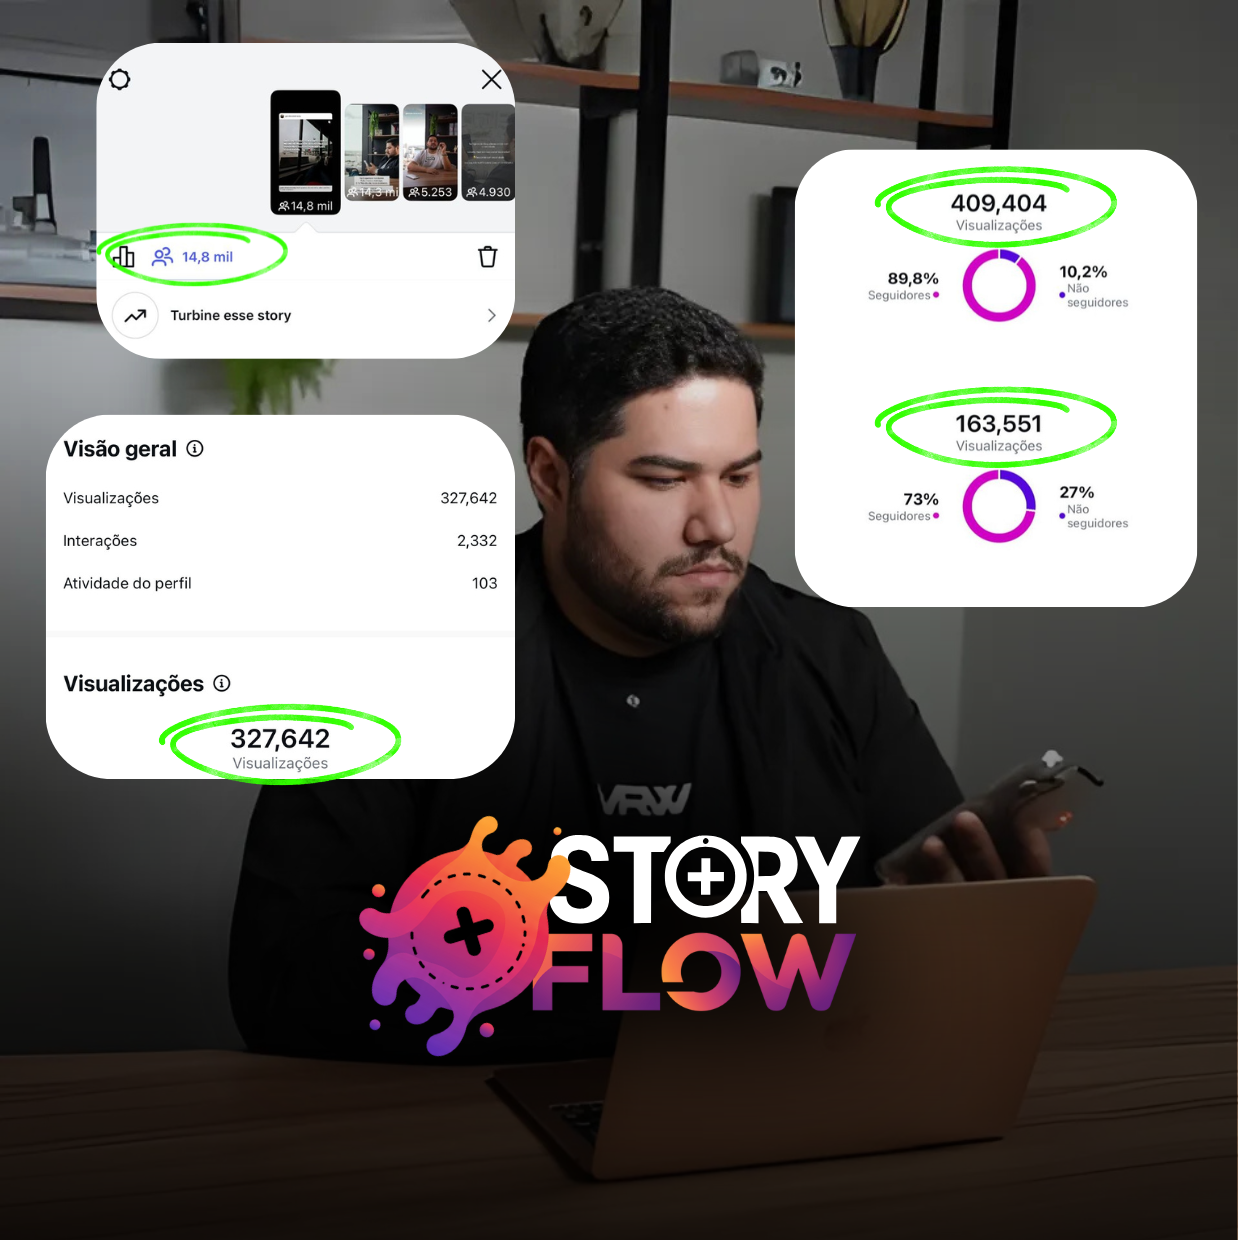 14,8 mil
14,3 mi
5.253
4.930
14,8 mil
Turbine esse story
Visão geral
Visualizações 327,642
Interações 2,332
Atividade do perfil 103
Visualizações
327,642
Visualizações
409,404
Visualizações
89,8%
Seguidores
10,2%
Não
seguidores
163,551
Visualizações
73%
Seguidores
27%
Não
seguidores
VRW
STORY
FLOW